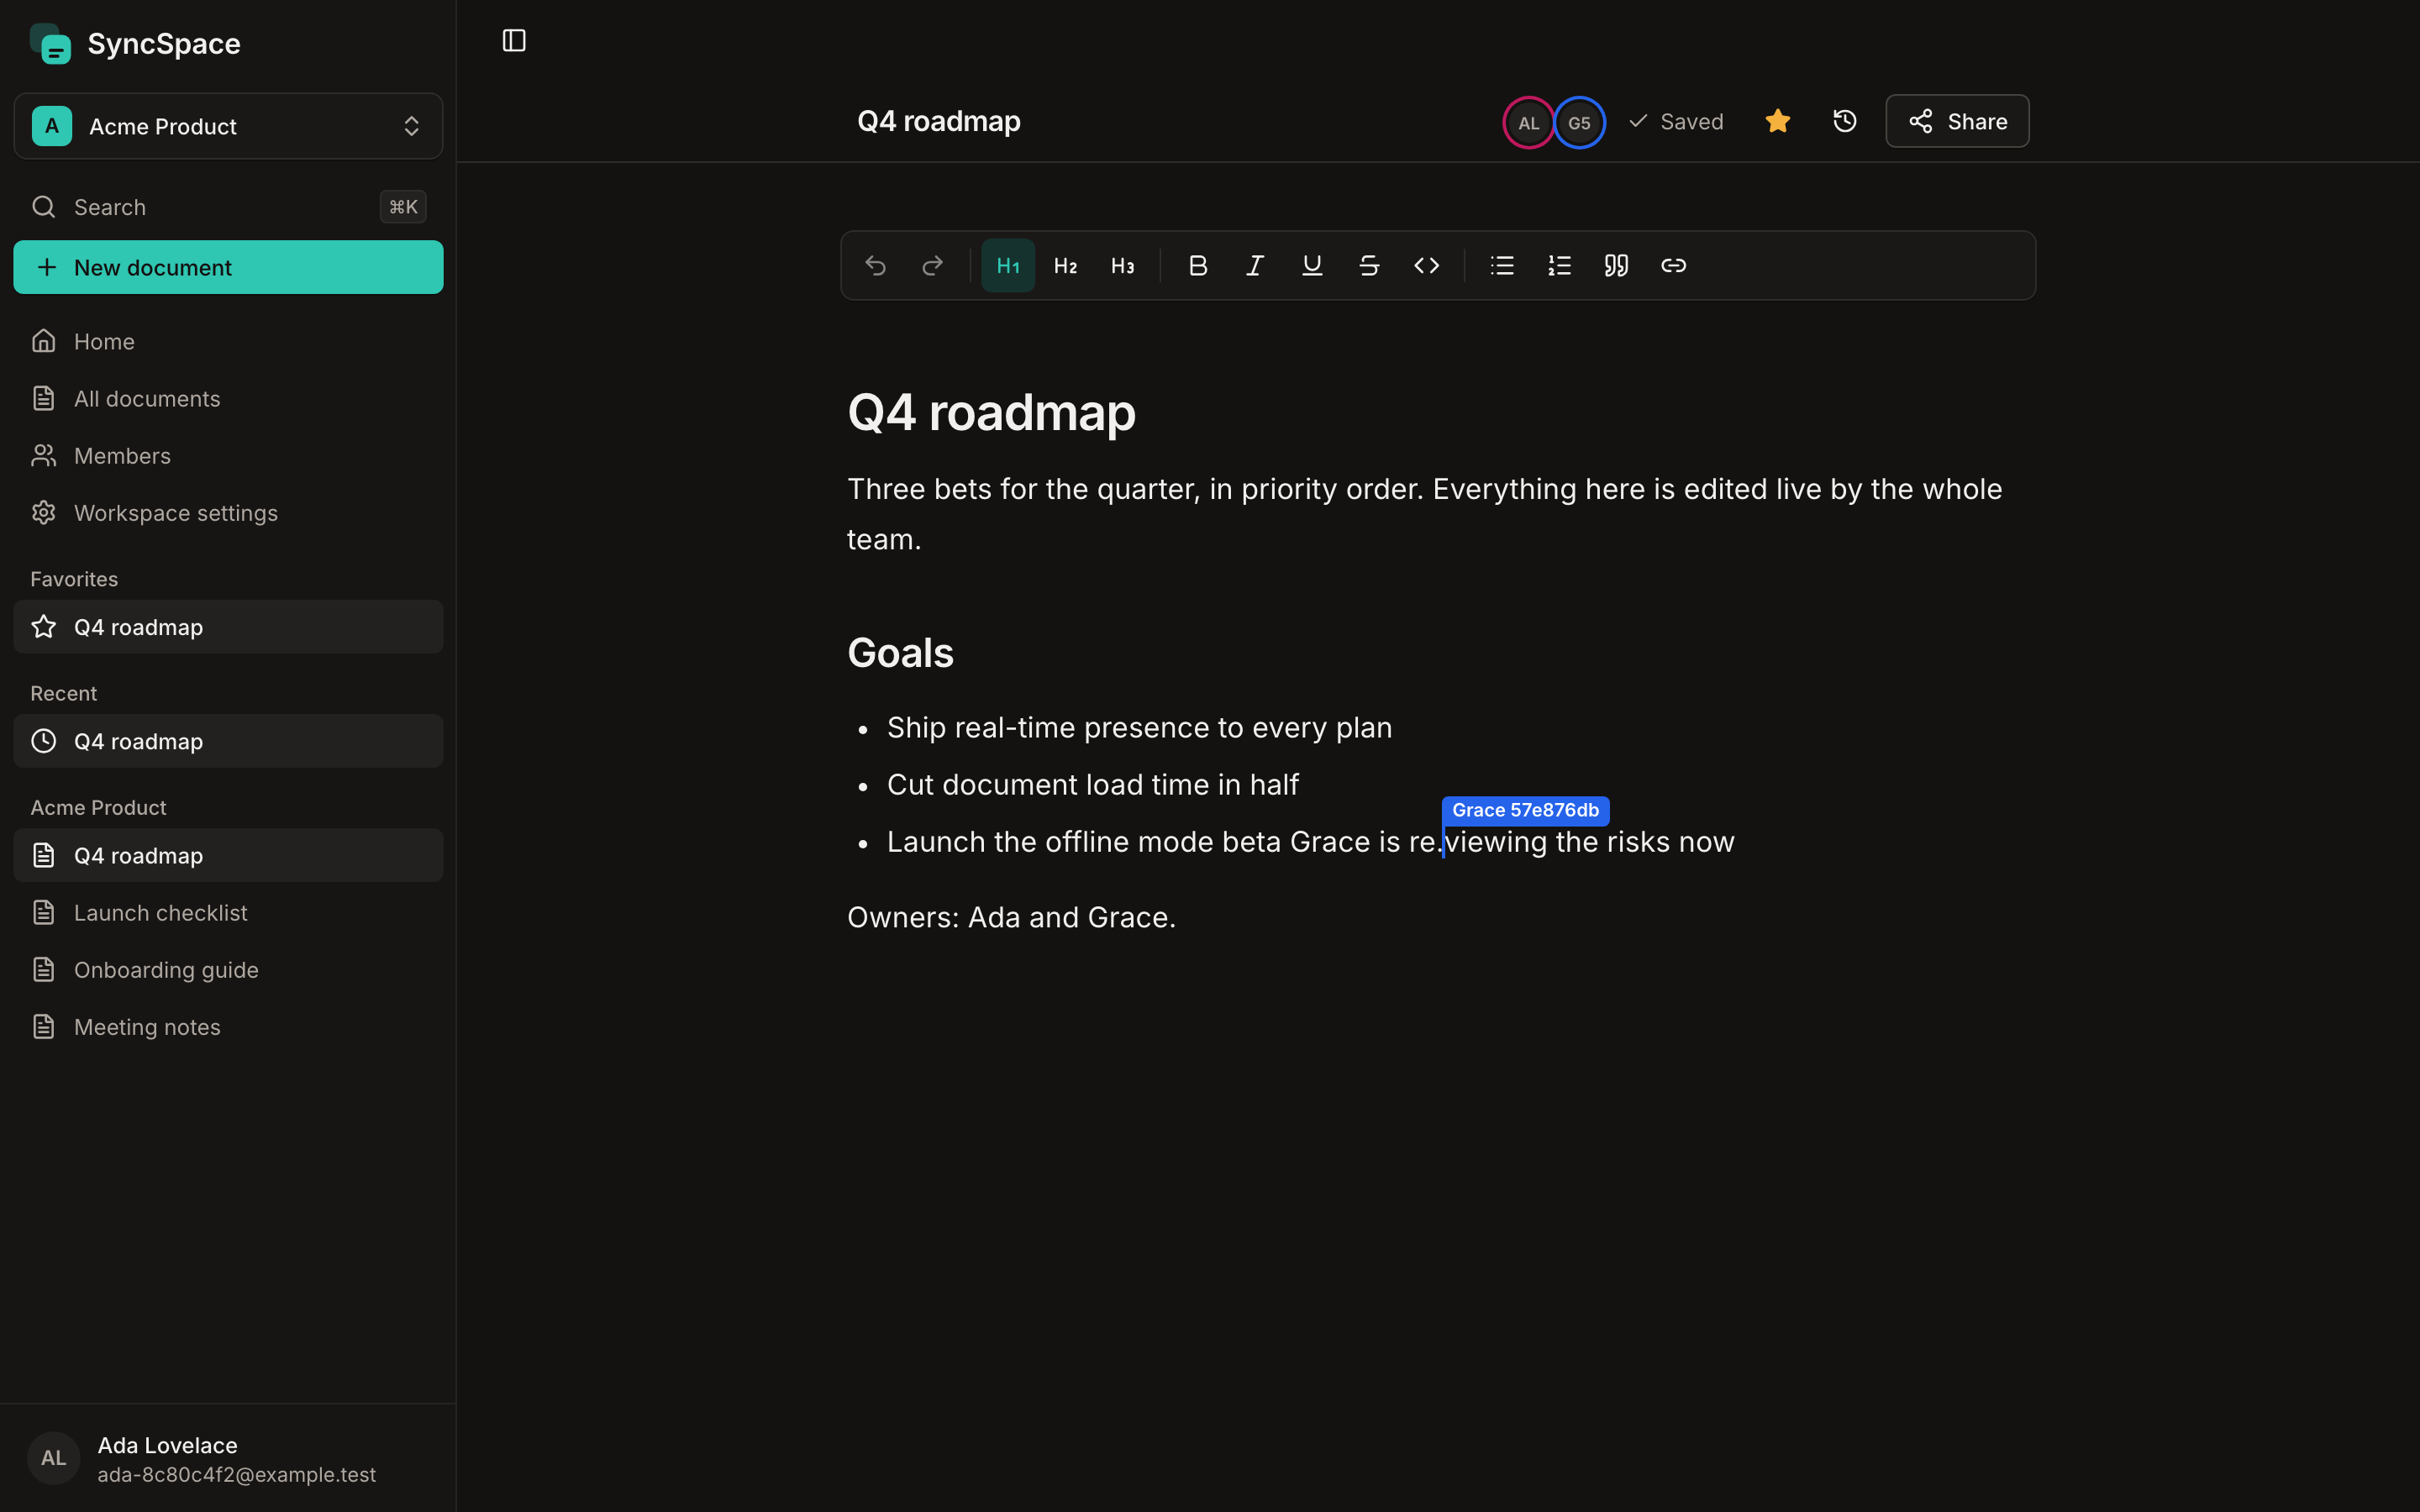 SyncSpace
A Acme Product
Search ⌘K
New document
Home
All documents
Members
Workspace settings
Favorites
Q4 roadmap
Recent
Q4 roadmap
Acme Product
Q4 roadmap
Launch checklist
Onboarding guide
Meeting notes
AL Ada Lovelace
ada-8c80c4f2@example.test
Q4 roadmap AL G5 Saved Share
H1 H2 H3 B I U S
Q4 roadmap
Three bets for the quarter, in priority order. Everything here is edited live by the whole
team.
Goals
• Ship real-time presence to every plan
• Cut document load time in half
Grace 57e876db
• Launch the offline mode beta Grace is re.viewing the risks now
Owners: Ada and Grace.